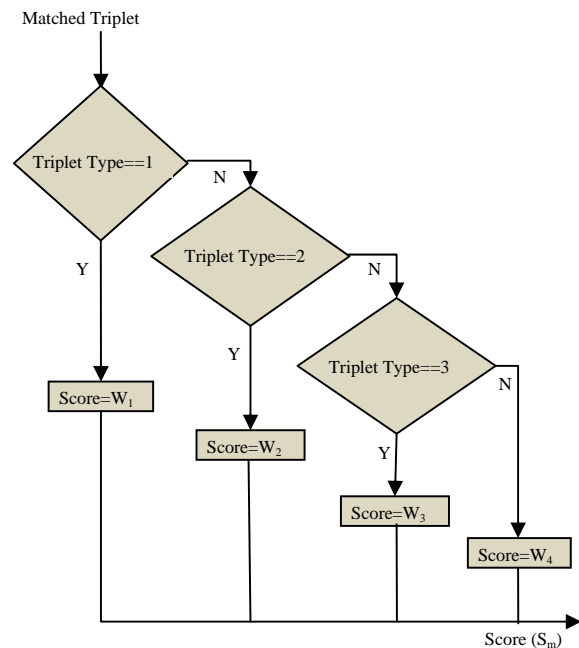 Matched Triplet
Triplet Type==1
N
Y
Triplet Type==2
N
Y
Triplet Type==3
N
Y
Score=W₁
Score=W₂
Score=W₃
Score=W₄
Score (Sₘ)